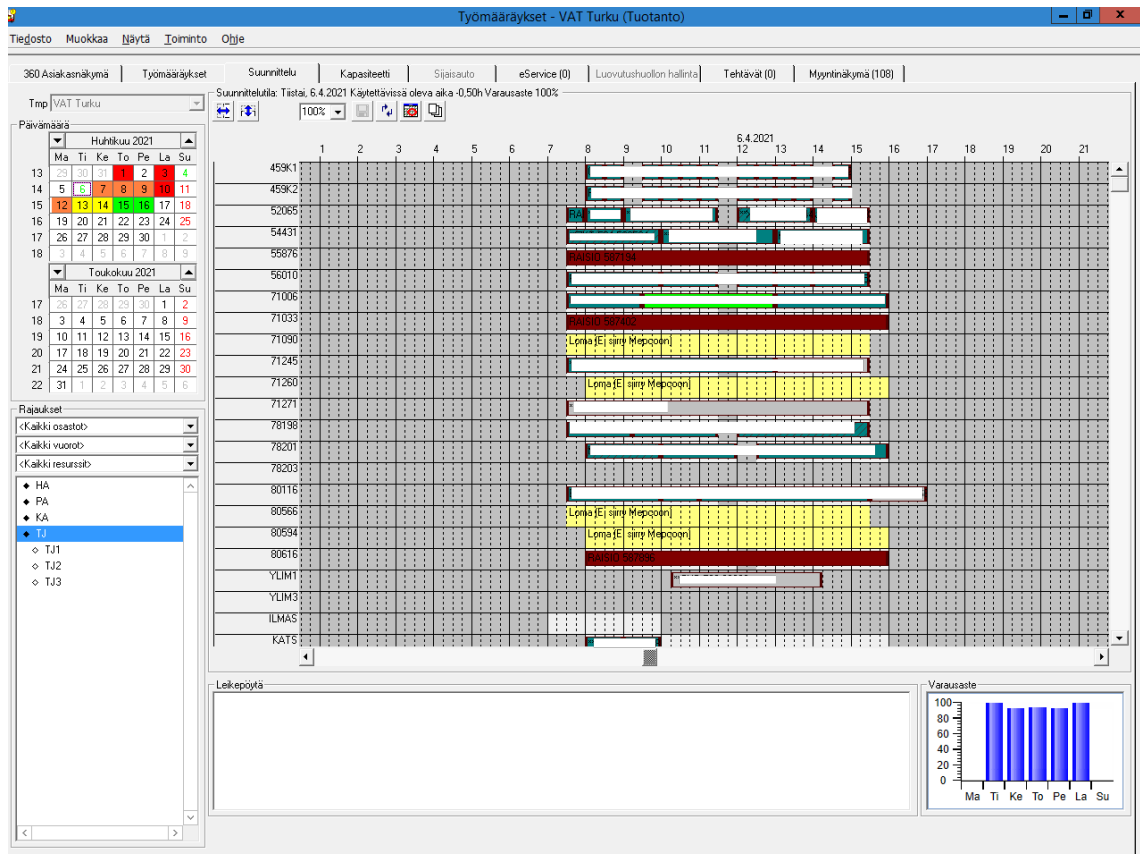 Työmääräykset - VAT Turku (Tuotanto)
Tiedosto Muokkaa Näytä Toiminto Ohje
360 Asiakasnäkymä Työmääräykset Suunnittelu Kapasiteetti Sijaisauto eService (0) Luovutushuollon hallinta Tehtävät (0) Myyntinäkymä (108)
Tmp VAT Turku
Päivämäärä
Huhtikuu 2021
Ma Ti Ke To Pe La Su
13 29 30 31 1 2 3 4
14 5 6 7 8 9 10 11
15 12 13 14 15 16 17 18
16 19 20 21 22 23 24 25
17 26 27 28 29 30 1 2
18 3 4 5 6 7 8 9
Toukokuu 2021
Ma Ti Ke To Pe La Su
17 26 27 28 29 30 1 2
18 3 4 5 6 7 8 9
19 10 11 12 13 14 15 16
20 17 18 19 20 21 22 23
21 24 25 26 27 28 29 30
22 31 1 2 3 4 5 6
Rajaukset
<Kaikki osastot>
<Kaikki vuorot>
<Kaikki resurssit>
HA
PA
KA
TJ
TJ1
TJ2
TJ3
Suunnittelutila: Tiistai, 6.4.2021 Käytettävissä oleva aika -0,50h Varausaste 100%
100%
6.4.2021
1 2 3 4 5 6 7 8 9 10 11 12 13 14 15 16 17 18 19 20 21
459K1
459K2
52065 RA
54431
55876 RAISIO 567194
56010
71006
71033 RAISIO 567402
71090 Loma (Ei siirry Mepcoon)
71245
71260 Loma (Ei siirry Mepcoon)
71271
78198
78201
78203
80116
80566 Loma (Ei siirry Mepcoon)
80594 Loma (Ei siirry Mepcoon)
80616 RAISIO
YLIM1
YLIM3
ILMAS
KATS
Leikepöytä
Varausaste
100
80
60
40
20
0
Ma Ti Ke To Pe La Su